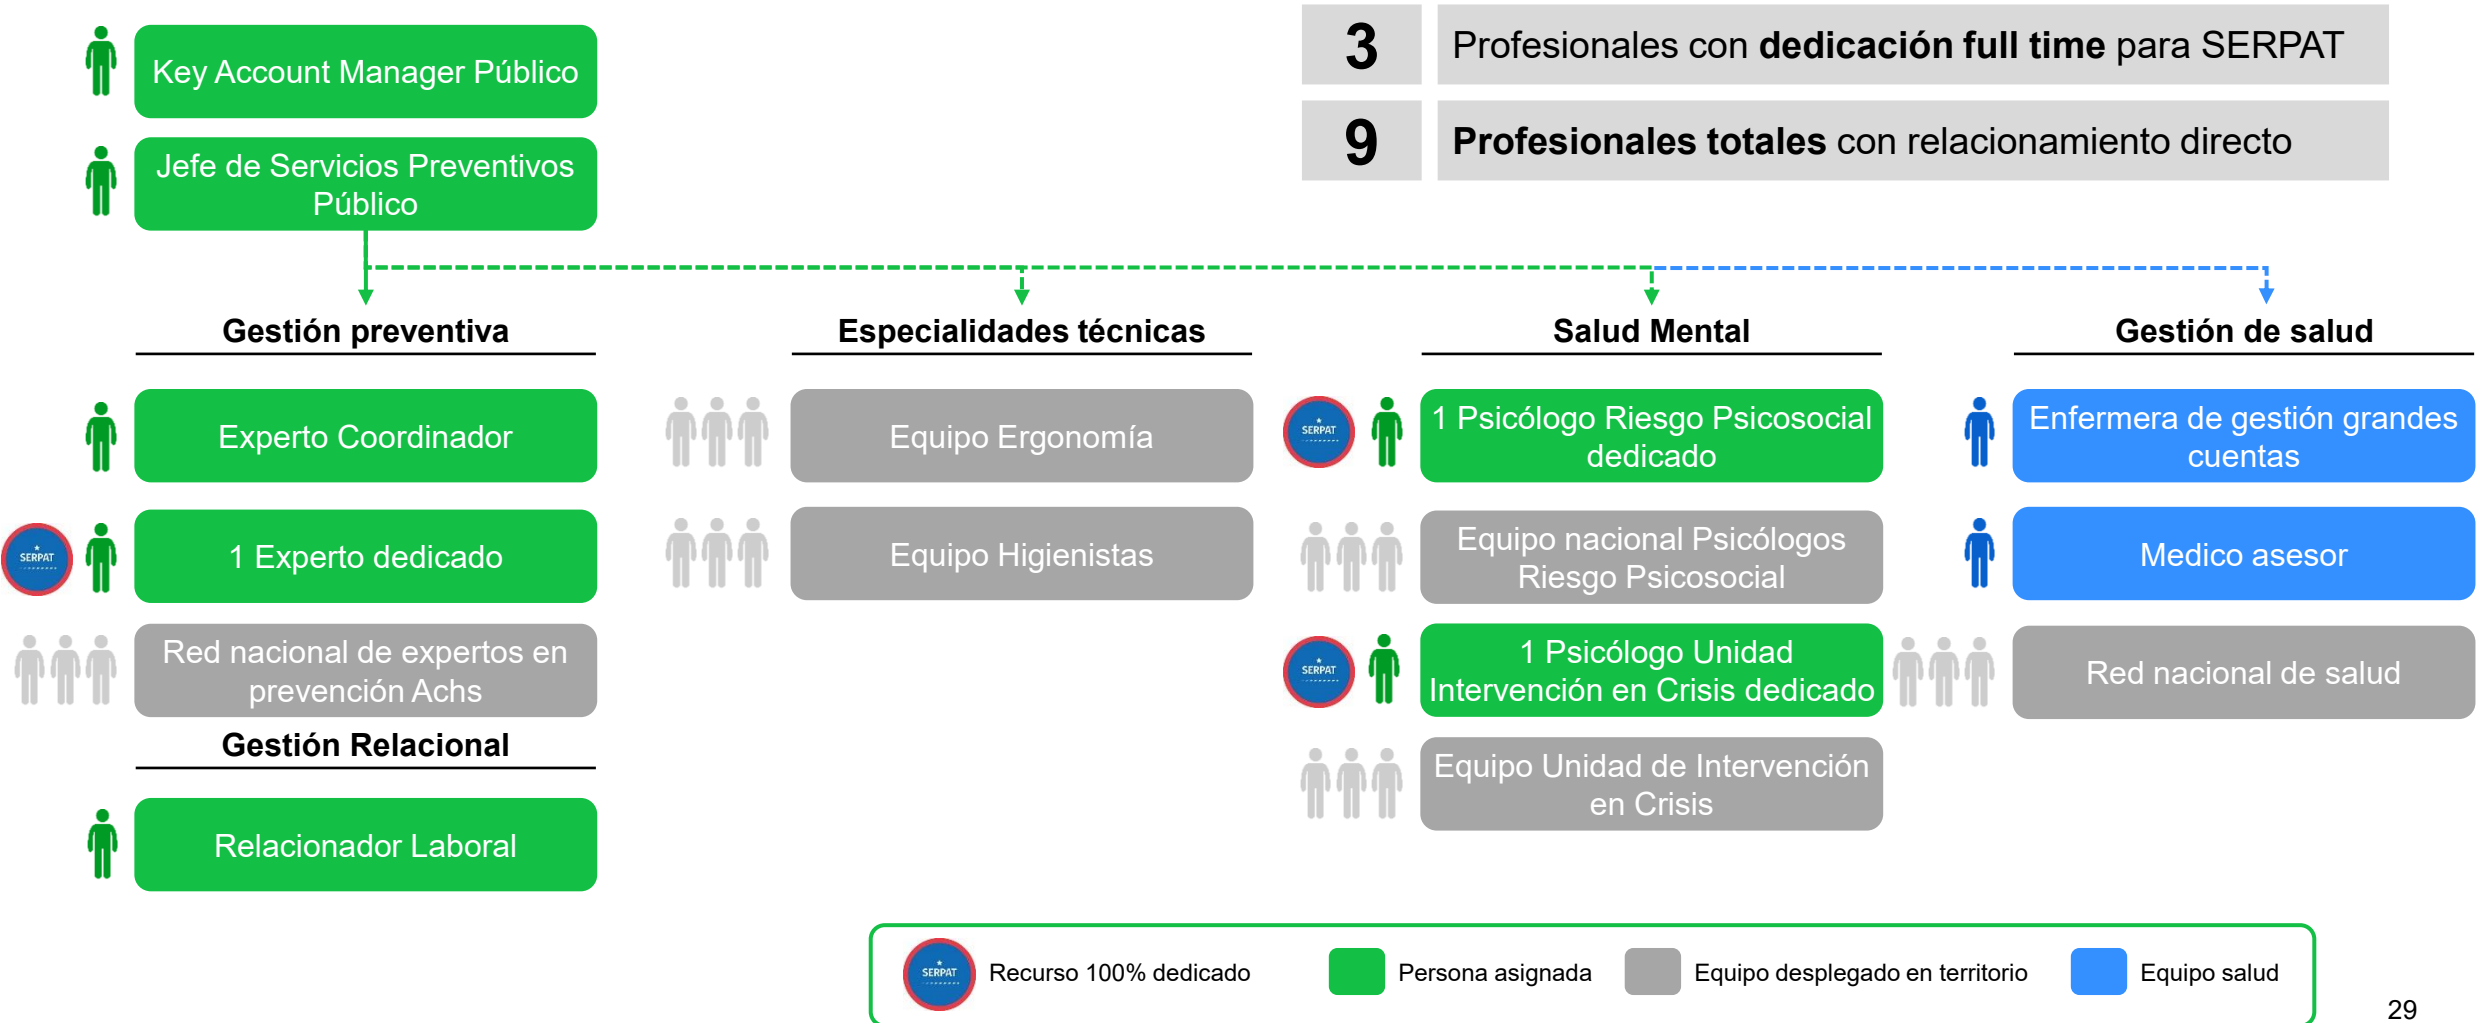 Key Account Manager Público
Jefe de Servicios Preventivos
Público
3
Profesionales con dedicación full time para SERPAT
9
Profesionales totales con relacionamiento directo
Gestión preventiva
Experto Coordinador
SERPAT
1 Experto dedicado
Red nacional de expertos en
prevención Achs
Gestión Relacional
Relacionador Laboral
Especialidades técnicas
Equipo Ergonomía
Equipo Higienistas
Salud Mental
SERPAT
1 Psicólogo Riesgo Psicosocial
dedicado
Equipo nacional Psicólogos
Riesgo Psicosocial
SERPAT
1 Psicólogo Unidad
Intervención en Crisis dedicado
Equipo Unidad de Intervención
en Crisis
Gestión de salud
Enfermera de gestión grandes
cuentas
Medico asesor
Red nacional de salud
SERPAT
Recurso 100% dedicado
Persona asignada
Equipo desplegado en territorio
Equipo salud
29